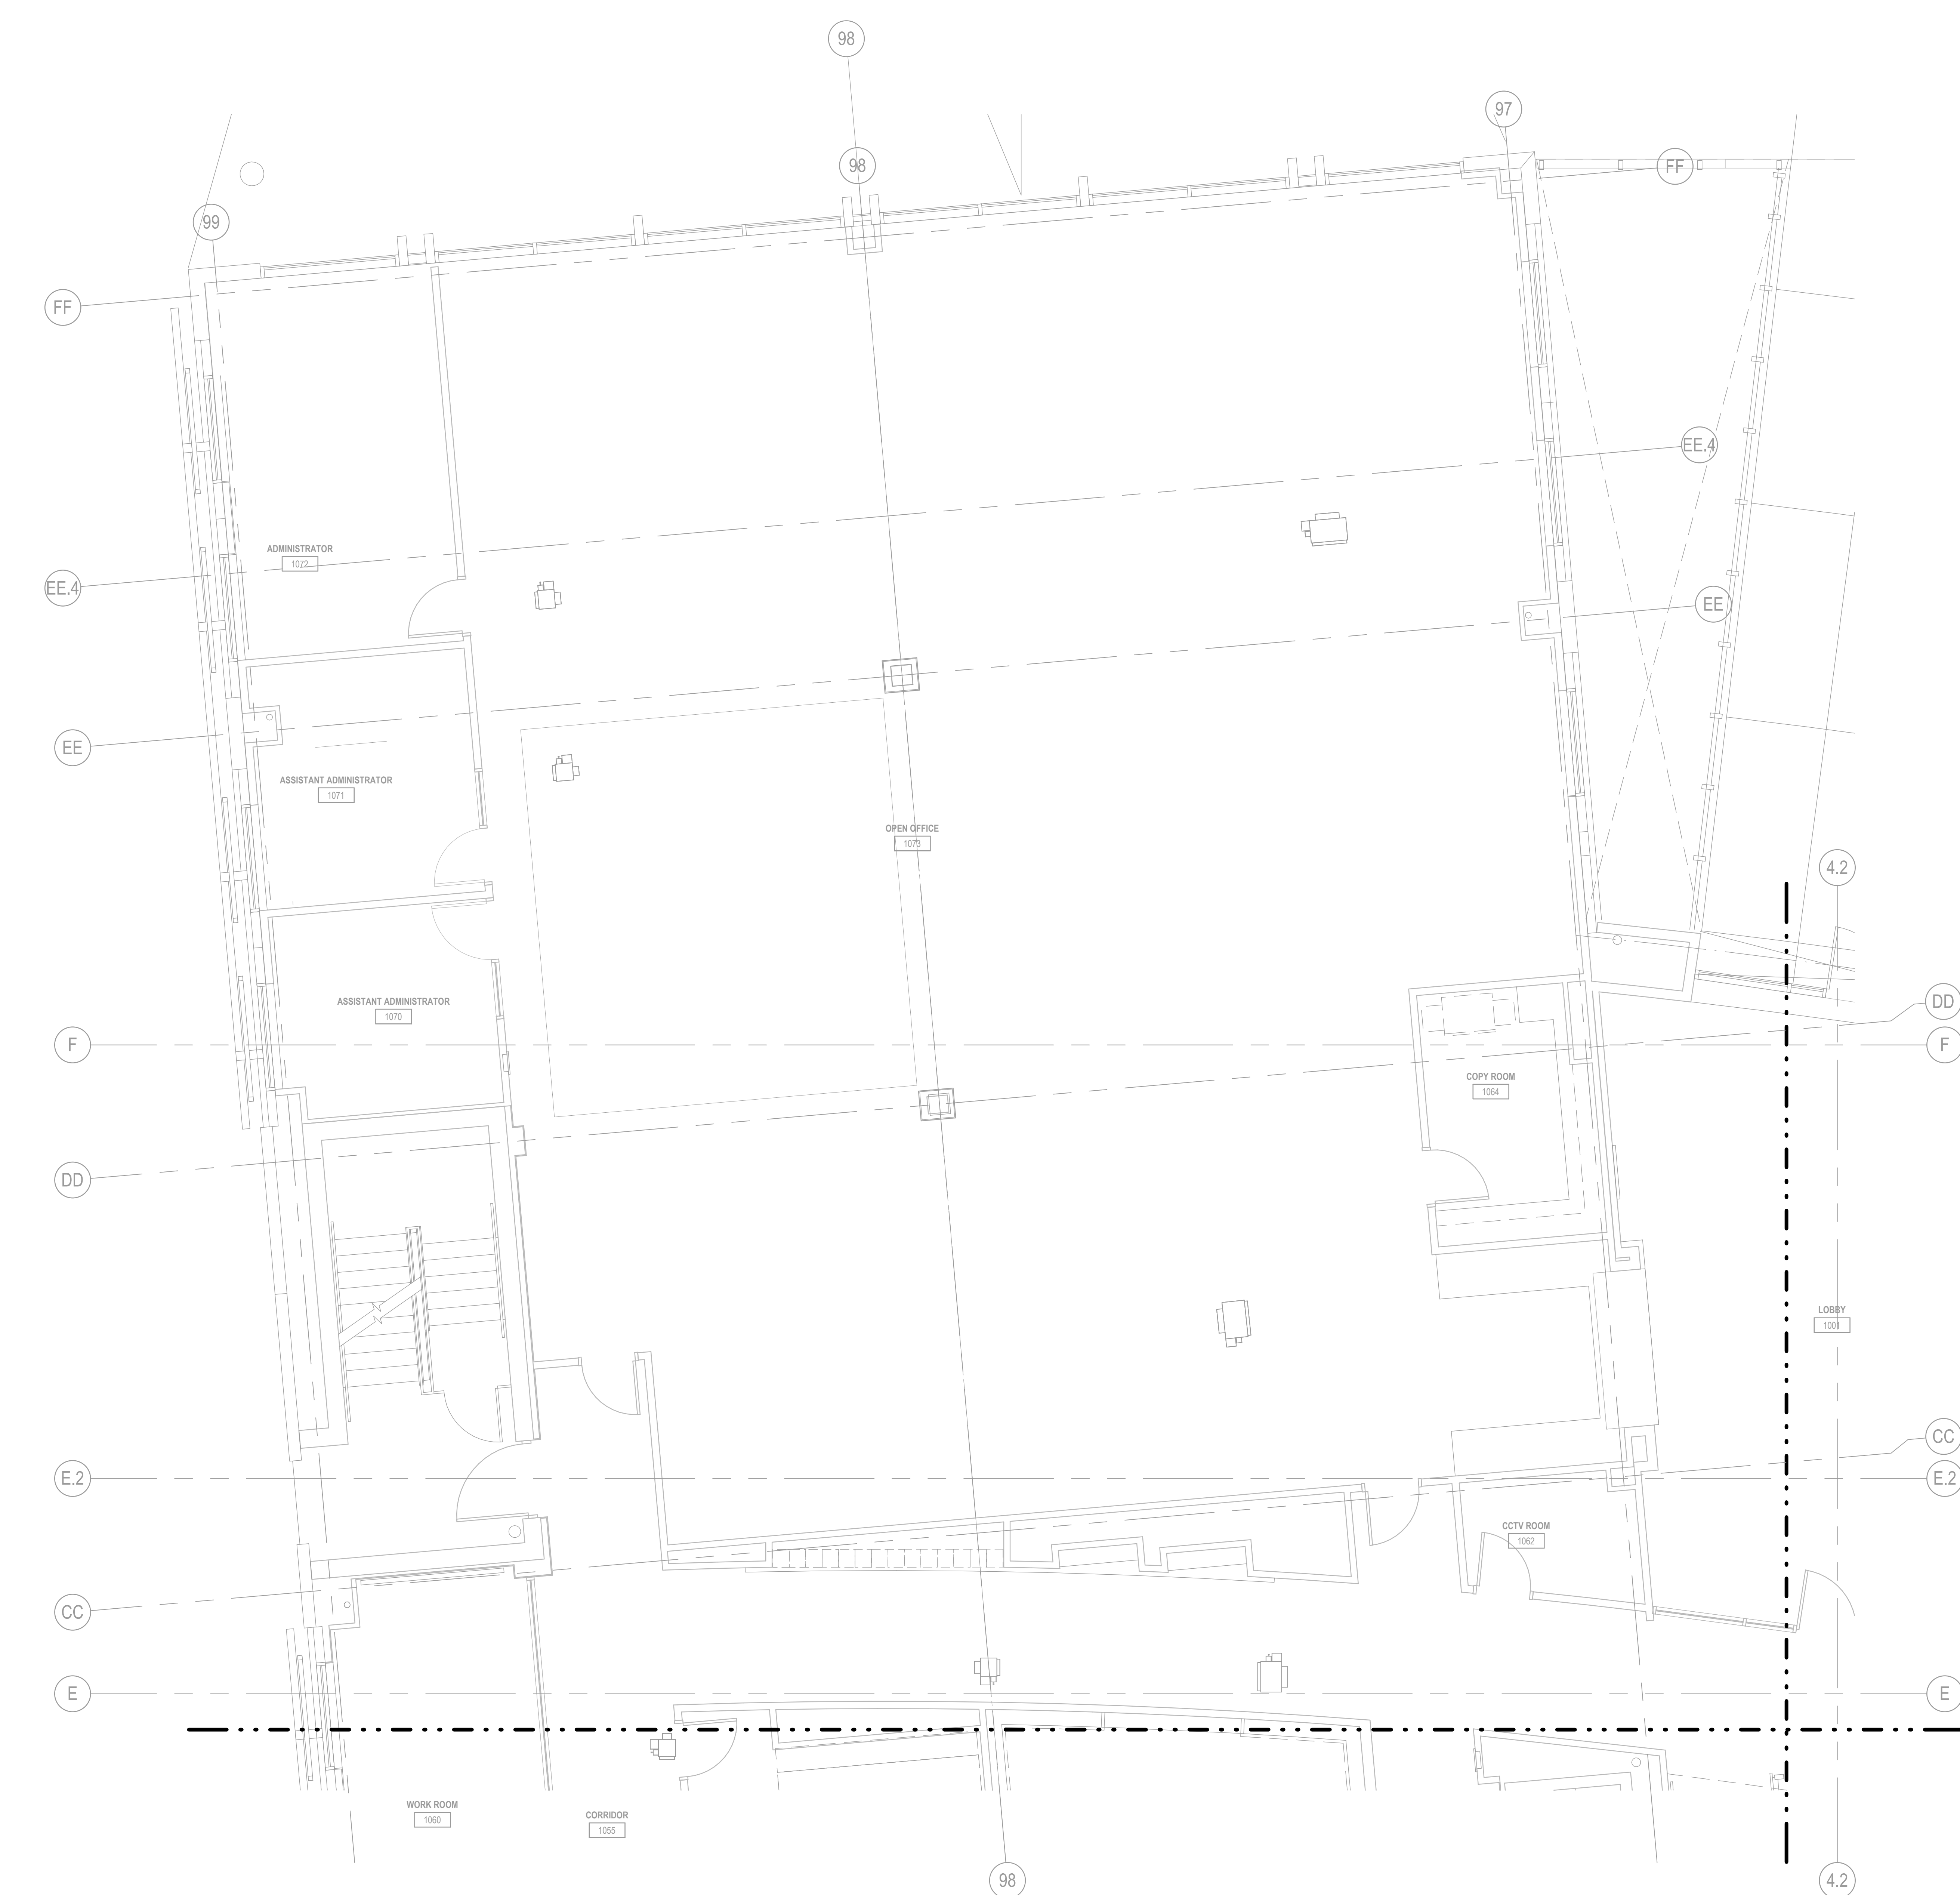 98
97
98
FF
99
FF
EE.4
ADMINISTRATOR
1072
EE.4
EE
EE
ASSISTANT ADMINISTRATOR
1071
OPEN OFFICE
1073
4.2
ASSISTANT ADMINISTRATOR
1070
DD
F
F
COPY ROOM
1064
DD
LOBBY
1001
CC
E.2
E.2
CCTV ROOM
1062
CC
E
E
WORK ROOM
1060
CORRIDOR
1055
98
4.2